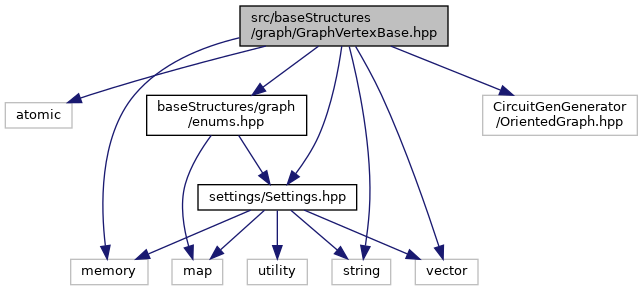 src/baseStructures
/graph/GraphVertexBase.hpp
atomic
baseStructures/graph
/enums.hpp
CircuitGenGenerator
/OrientedGraph.hpp
settings/Settings.hpp
memory
map
utility
string
vector